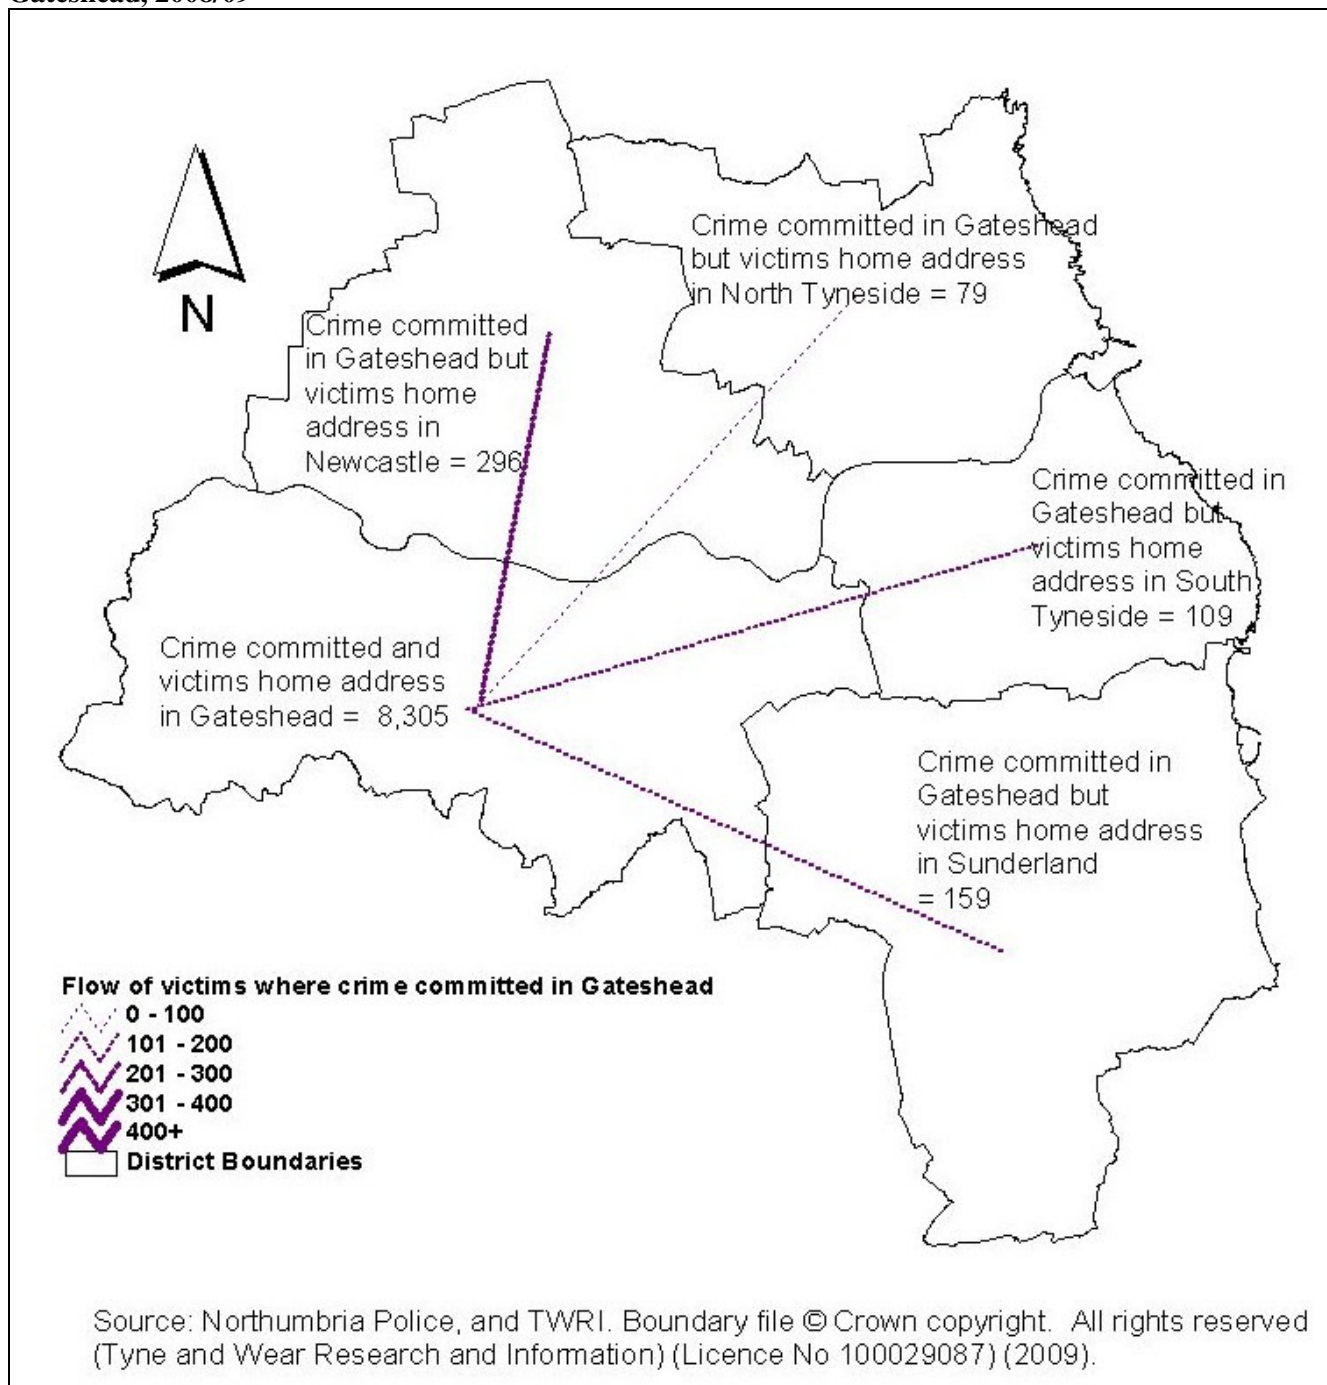 Gateshead, 2008/09
Crime committed in Gateshead
but victims home address
in North Tyneside = 79
N
Crime committed
in Gateshead but
victims home
address in
Newcastle = 296
Crime committed in
Gateshead but
victims home
address in South
Tyneside = 109
Crime committed and
victims home address
in Gateshead = 8,305
Crime committed in
Gateshead but
victims home address
in Sunderland
= 159
Flow of victims where crime committed in Gateshead
0 - 100
101 - 200
201 - 300
301 - 400
400+
District Boundaries
Source: Northumbria Police, and TWRI. Boundary file © Crown copyright. All rights reserved
(Tyne and Wear Research and Information) (Licence No 100029087) (2009).